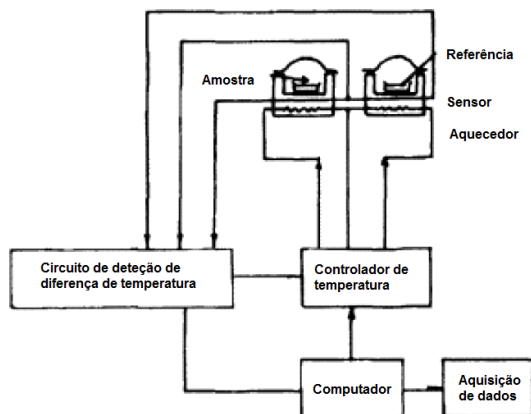 Referência
Amostra
Sensor
Aquecedor
Circuito de deteção de
diferença de temperatura
Controlador de
temperatura
Computador
Aquisição
de dados